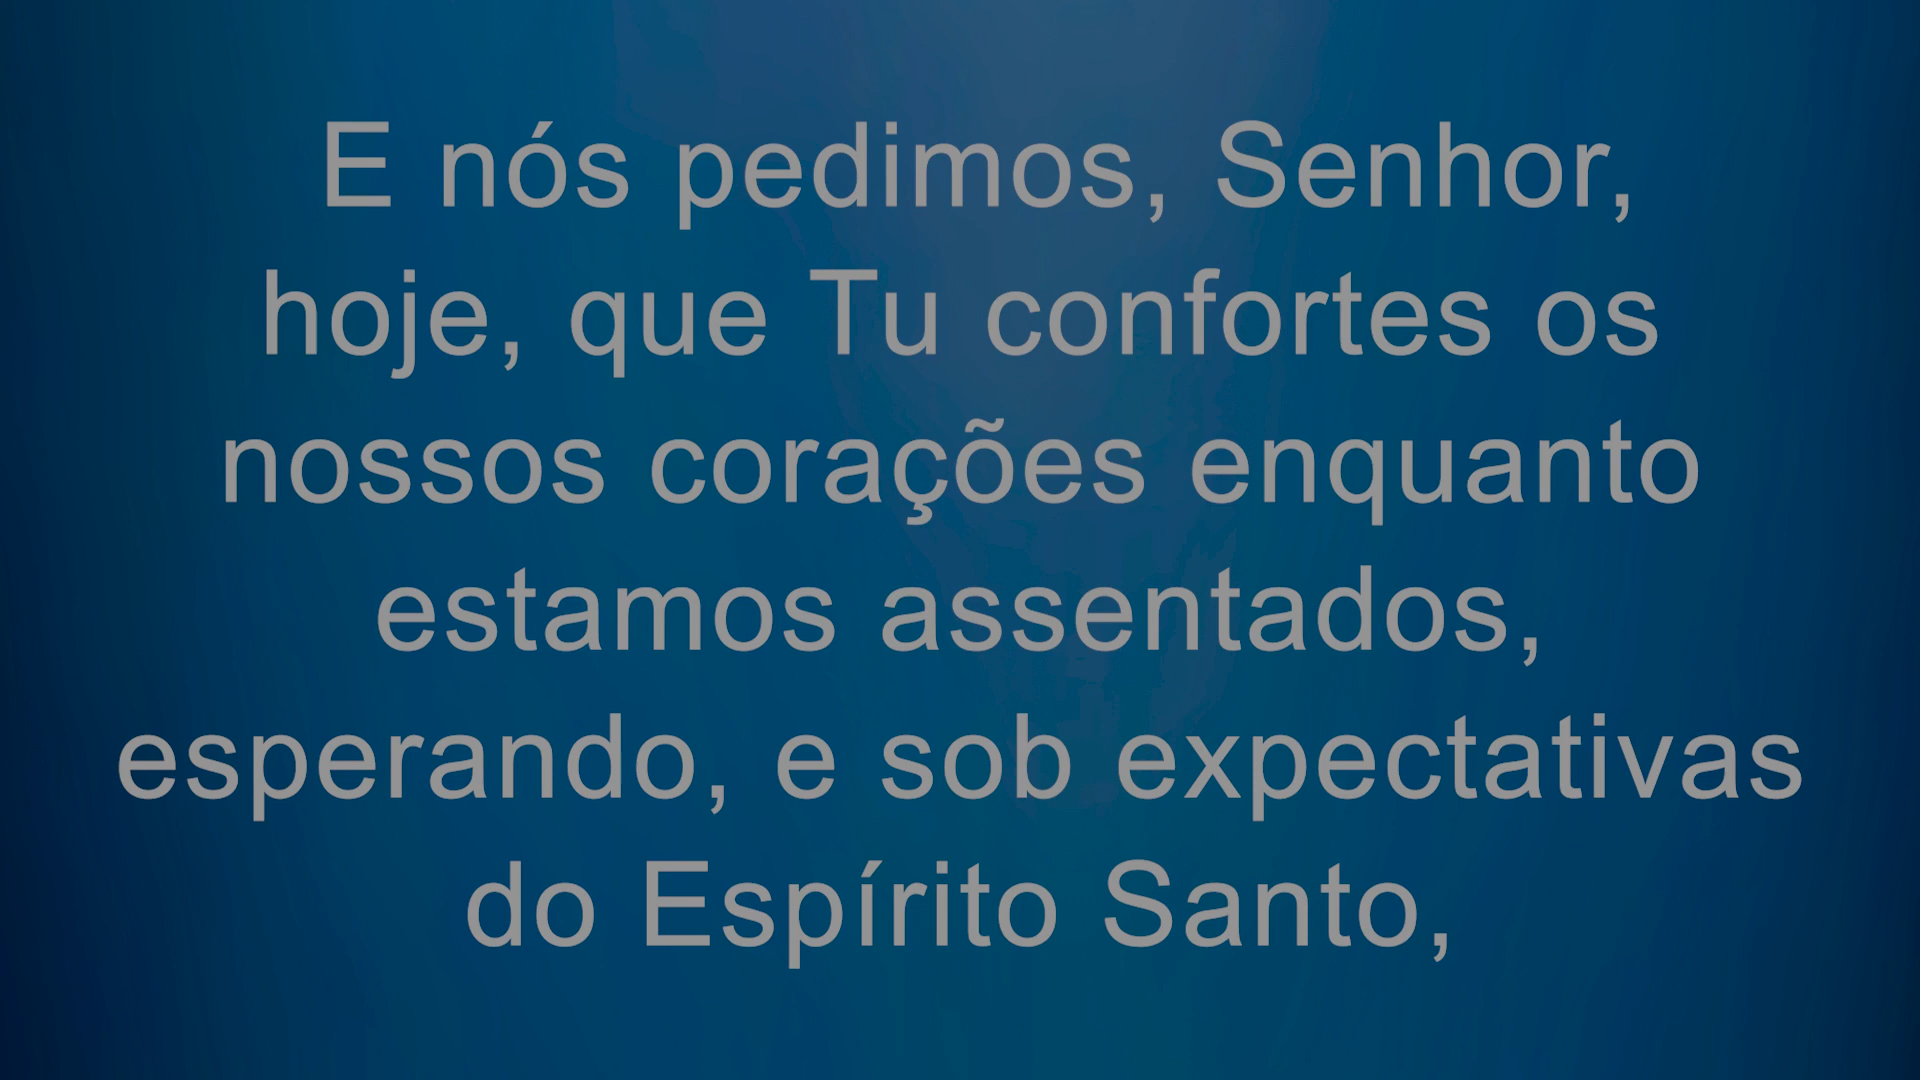 E nós pedimos, Senhor,
hoje, que Tu confortes os
nossos corações enquanto
estamos assentados,
esperando, e sob expectativas
do Espírito Santo,